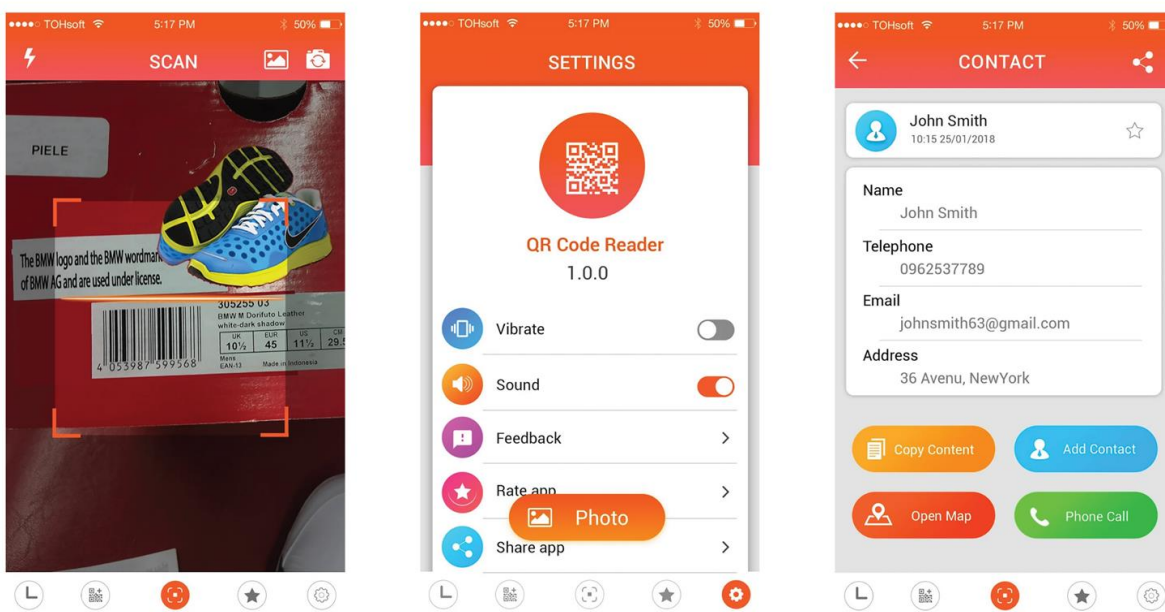 TOHsoft 5:17 PM 50%
SCAN
PIELE
The BMW logo and the BMW wordmark
of BMW AG and are used under license.
305255 03
BMW M Dorifuto Leather
white-dark shadow
UK EUR US CM
10½ 45 11½ 29.5
Mens
EAN-13 Made in Indonesia
4 053987 599568
TOHsoft 5:17 PM 50%
SETTINGS
QR Code Reader
1.0.0
Vibrate
Sound
Feedback
Rate app
Photo
Share app
TOHsoft 5:17 PM 50%
CONTACT
John Smith
10:15 25/01/2018
Name
John Smith
Telephone
0962537789
Email
johnsmith63@gmail.com
Address
36 Avenu, NewYork
Copy Content
Add Contact
Open Map
Phone Call